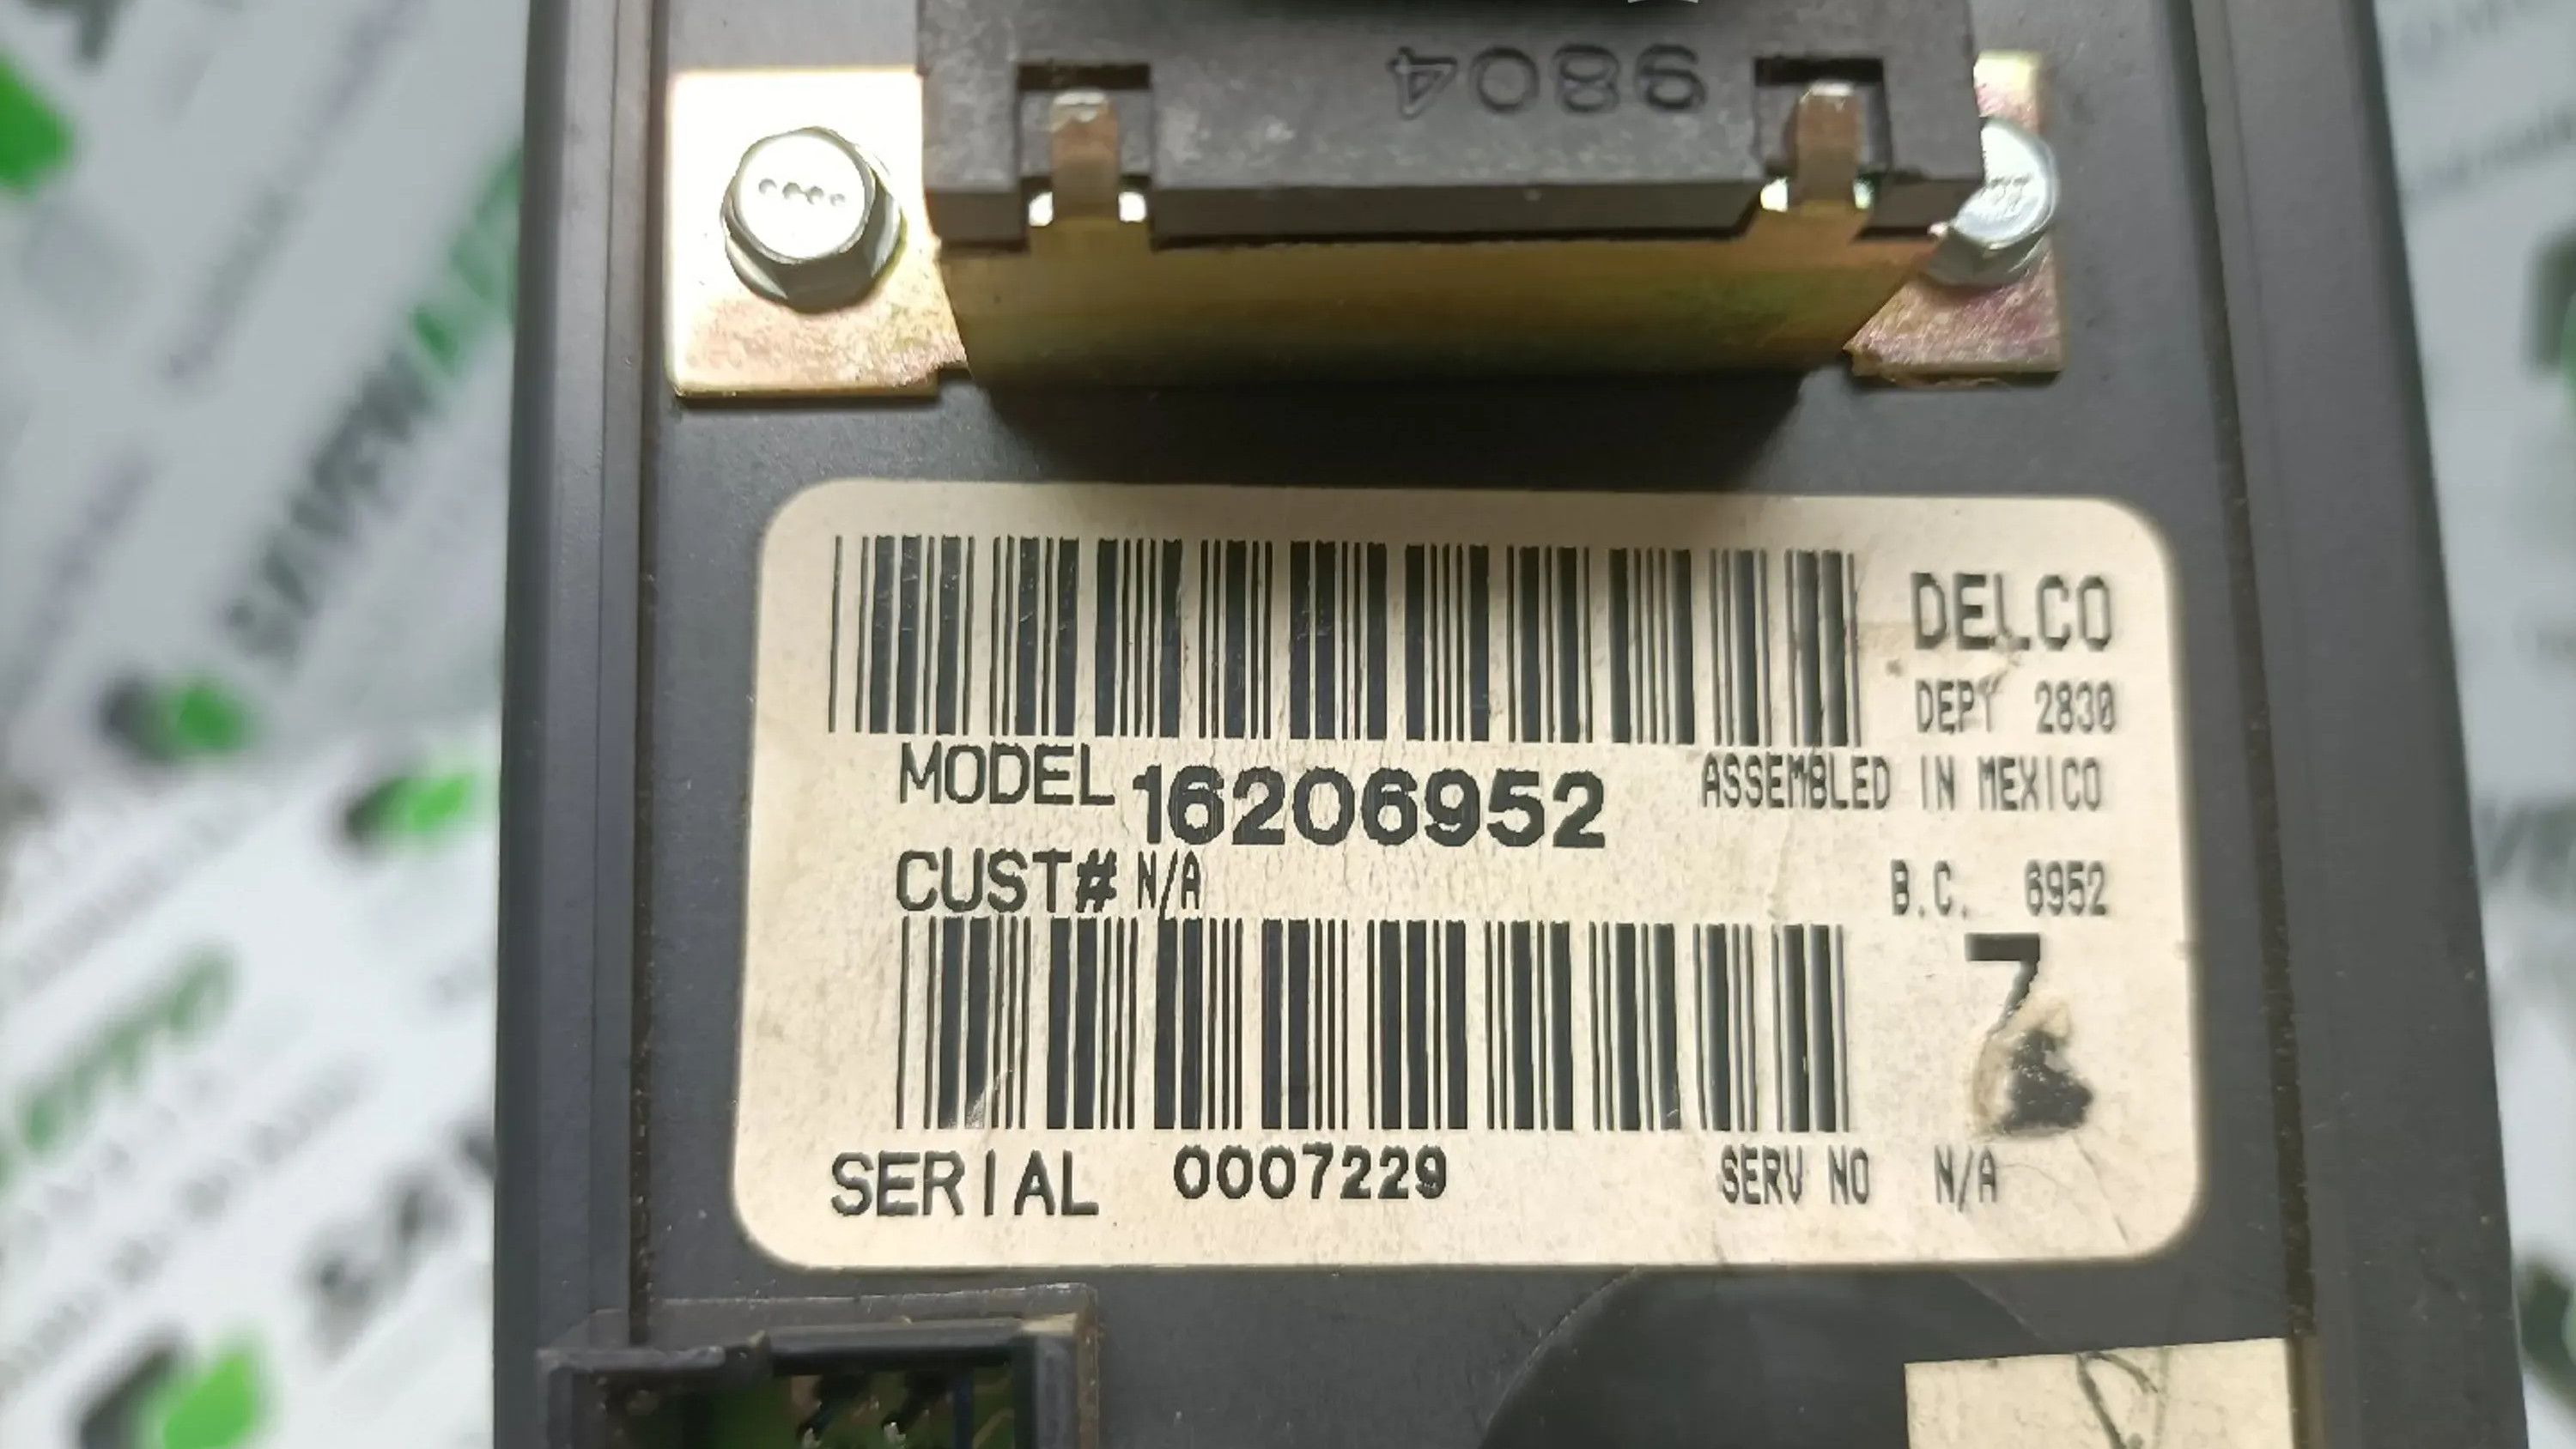 9804
DELCO
DEPT 2830
MODEL 16206952
ASSEMBLED IN MEXICO
CUST# N/A
B.C. 6952
7
SERIAL 0007229
SERV NO N/A